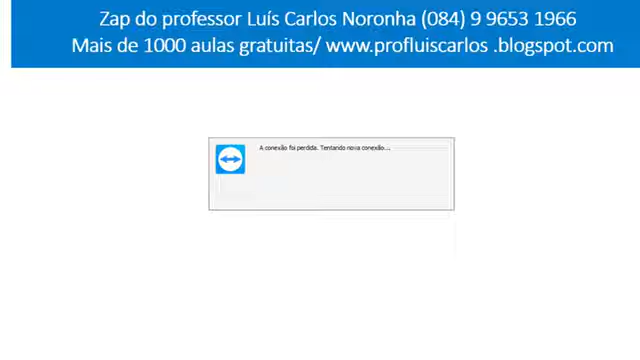 Zap do professor Luís Carlos Noronha (084) 9 9653 1966
Mais de 1000 aulas gratuitas/ www.profluiscarlos .blogspot.com
A conexão foi perdida. Tentando nova conexão...